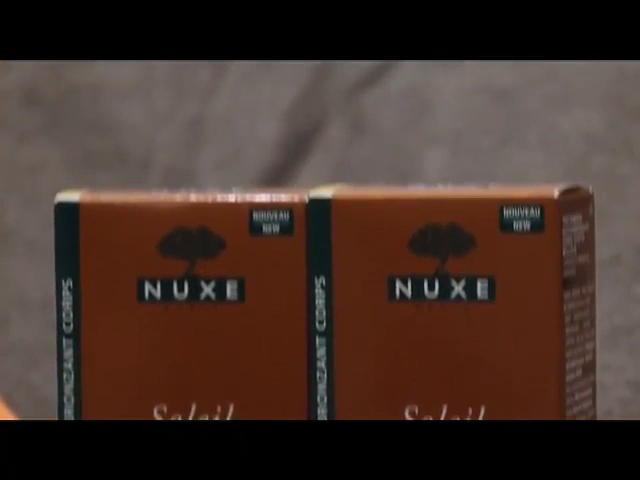 NOUVEAU
NEW
NUXE
BRONZANT CORPS
Soleil
NOUVEAU
NEW
NUXE
BRONZANT CORPS
Soleil